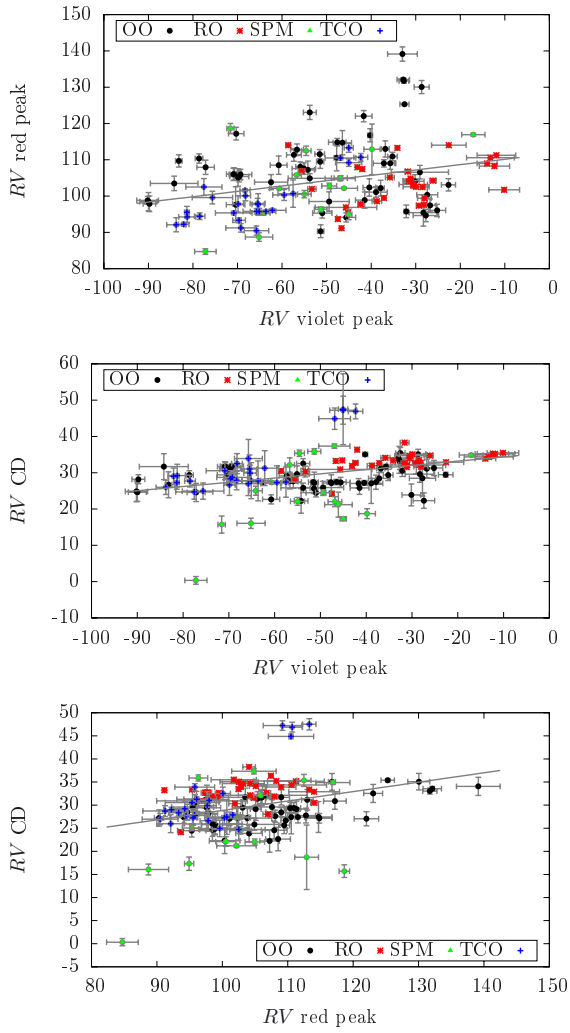 150
140
130
120
110
100
90
80
RV red peak
OO RO SPM TCO
-100 -90 -80 -70 -60 -50 -40 -30 -20 -10 0
RV violet peak
60
50
40
30
20
10
0
-10
RV CD
OO RO SPM TCO
-100 -90 -80 -70 -60 -50 -40 -30 -20 -10 0
RV violet peak
50
45
40
35
30
25
20
15
10
5
0
-5
RV CD
OO RO SPM TCO
80 90 100 110 120 130 140 150
RV red peak